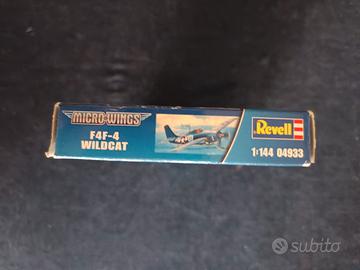 MICRO WINGS
F4F-4
WILDCAT
Revell
1:144 04933
subito